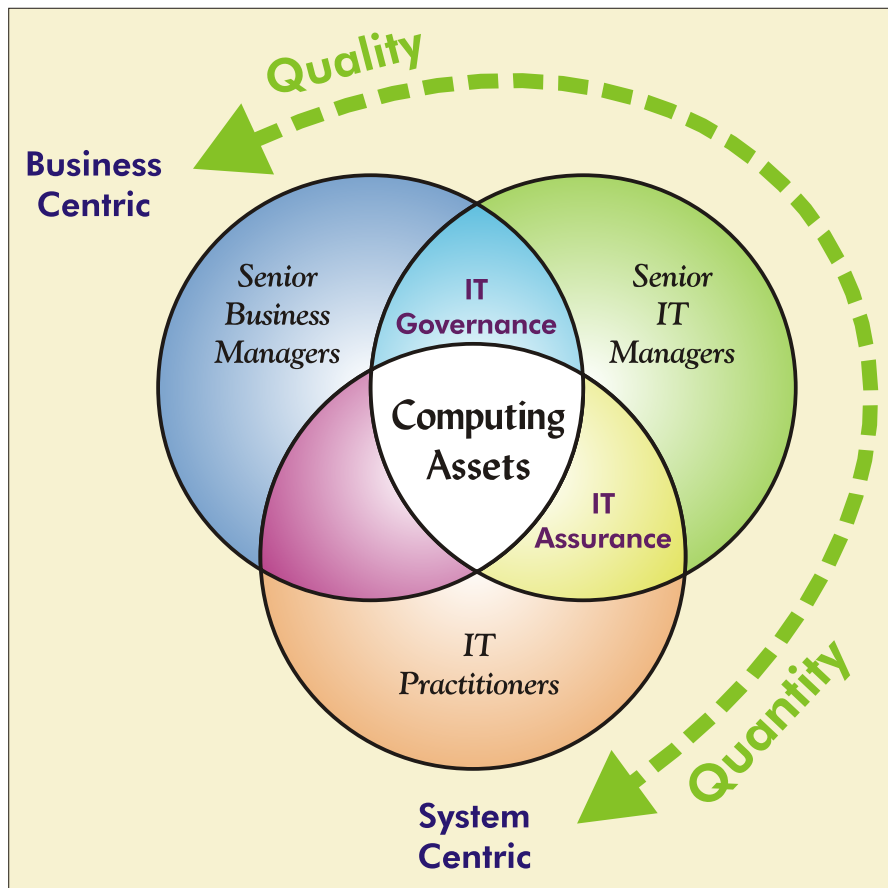 Quality
Business
Centric
Senior
Business
Managers
IT
Governance
Senior
IT
Managers
Computing
Assets
IT
Assurance
IT
Practitioners
Quantity
System
Centric